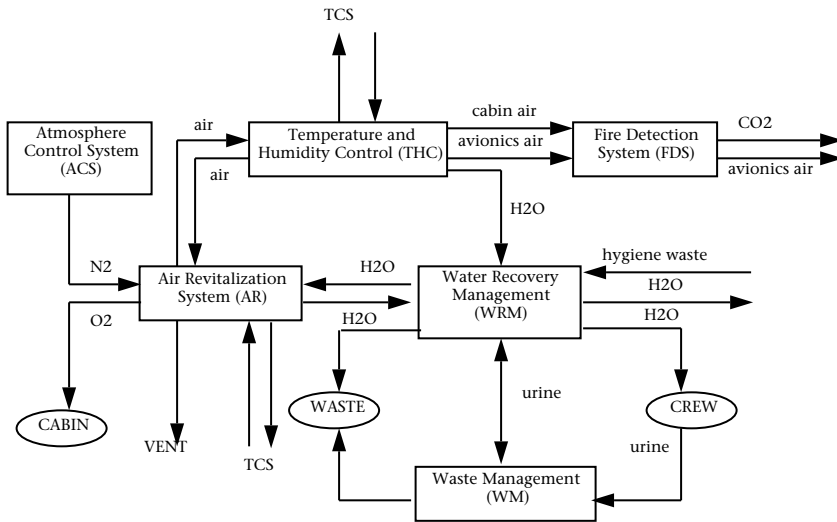 TCS
air
cabin air
CO2
Atmosphere
Control System
(ACS)
Temperature and
Humidity Control (THC)
avionics air
Fire Detection
System (FDS)
avionics air
air
H2O
N2
H2O
hygiene waste
Air Revitalization
System (AR)
Water Recovery
Management
(WRM)
H2O
O2
H2O
H2O
CABIN
WASTE
urine
CREW
VENT
TCS
urine
Waste Management
(WM)